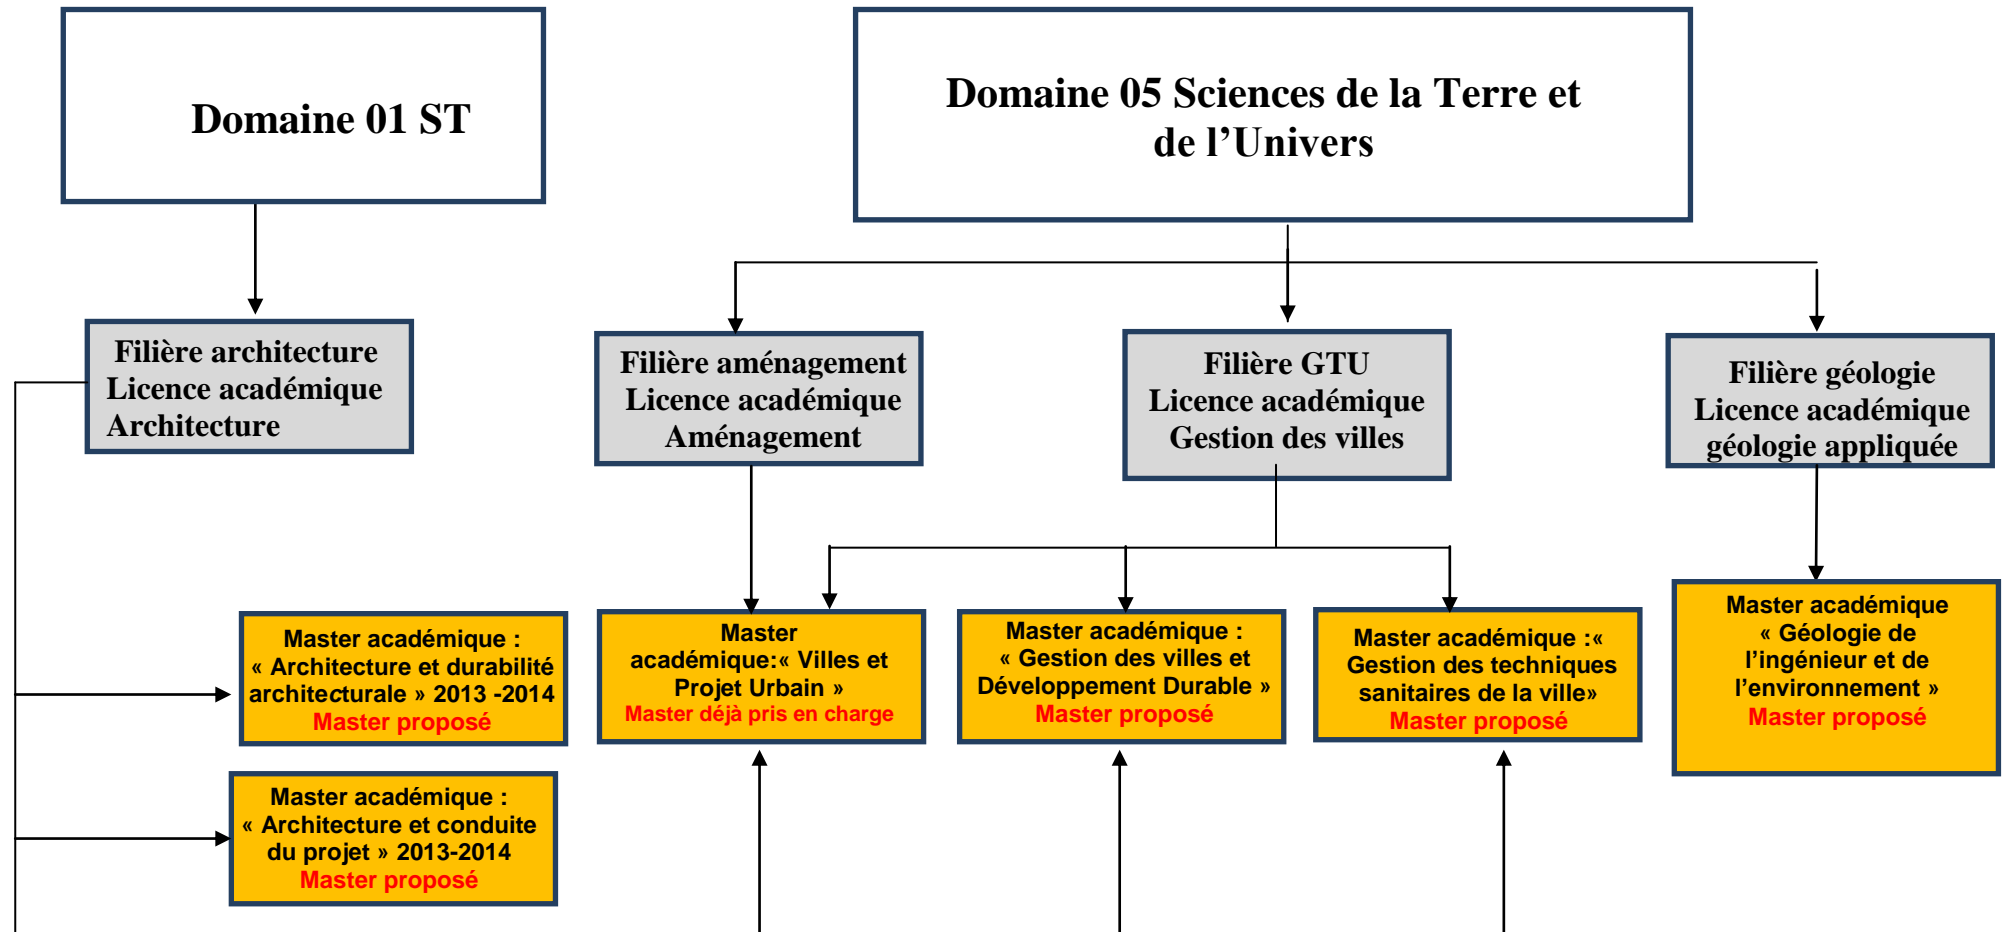 Domaine 01 ST
Domaine 05 Sciences de la Terre et
de l’Univers
Filière architecture
Licence académique
Architecture
Filière aménagement
Licence académique
Aménagement
Filière GTU
Licence académique
Gestion des villes
Filière géologie
Licence académique
géologie appliquée
Master académique :
« Architecture et durabilité
architecturale » 2013 -2014
Master proposé
Master
académique:« Villes et
Projet Urbain »
Master déjà pris en charge
Master académique :
« Gestion des villes et
Développement Durable »
Master proposé
Master académique :«
Gestion des techniques
sanitaires de la ville»
Master proposé
Master académique
« Géologie de
l’ingénieur et de
l’environnement »
Master proposé
Master académique :
« Architecture et conduite
du projet » 2013-2014
Master proposé